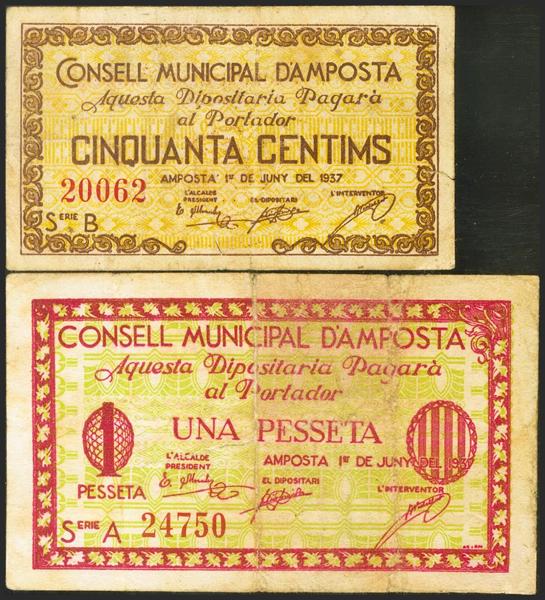 CONSELL MUNICIPAL D'AMPOSTA
Aquesta Dipositaria Pagarà
al Portador
CINQUANTA CENTIMS
AMPOSTA 1er DE JUNY DEL 1937
20062
L'ALCALDE
PRESIDENT
EL DIPOSITARI
L'INTERVENTOR
SERIE B
CONSELL MUNICIPAL D'AMPOSTA
Aquesta Dipositaria Pagarà
al Portador
1
UNA PESSETA
L'ALCALDE
PRESIDENT
AMPOSTA 1er DE JUNY DEL 1937
PESSETA
EL DIPOSITARI
L'INTERVENTOR
SERIE A 24750